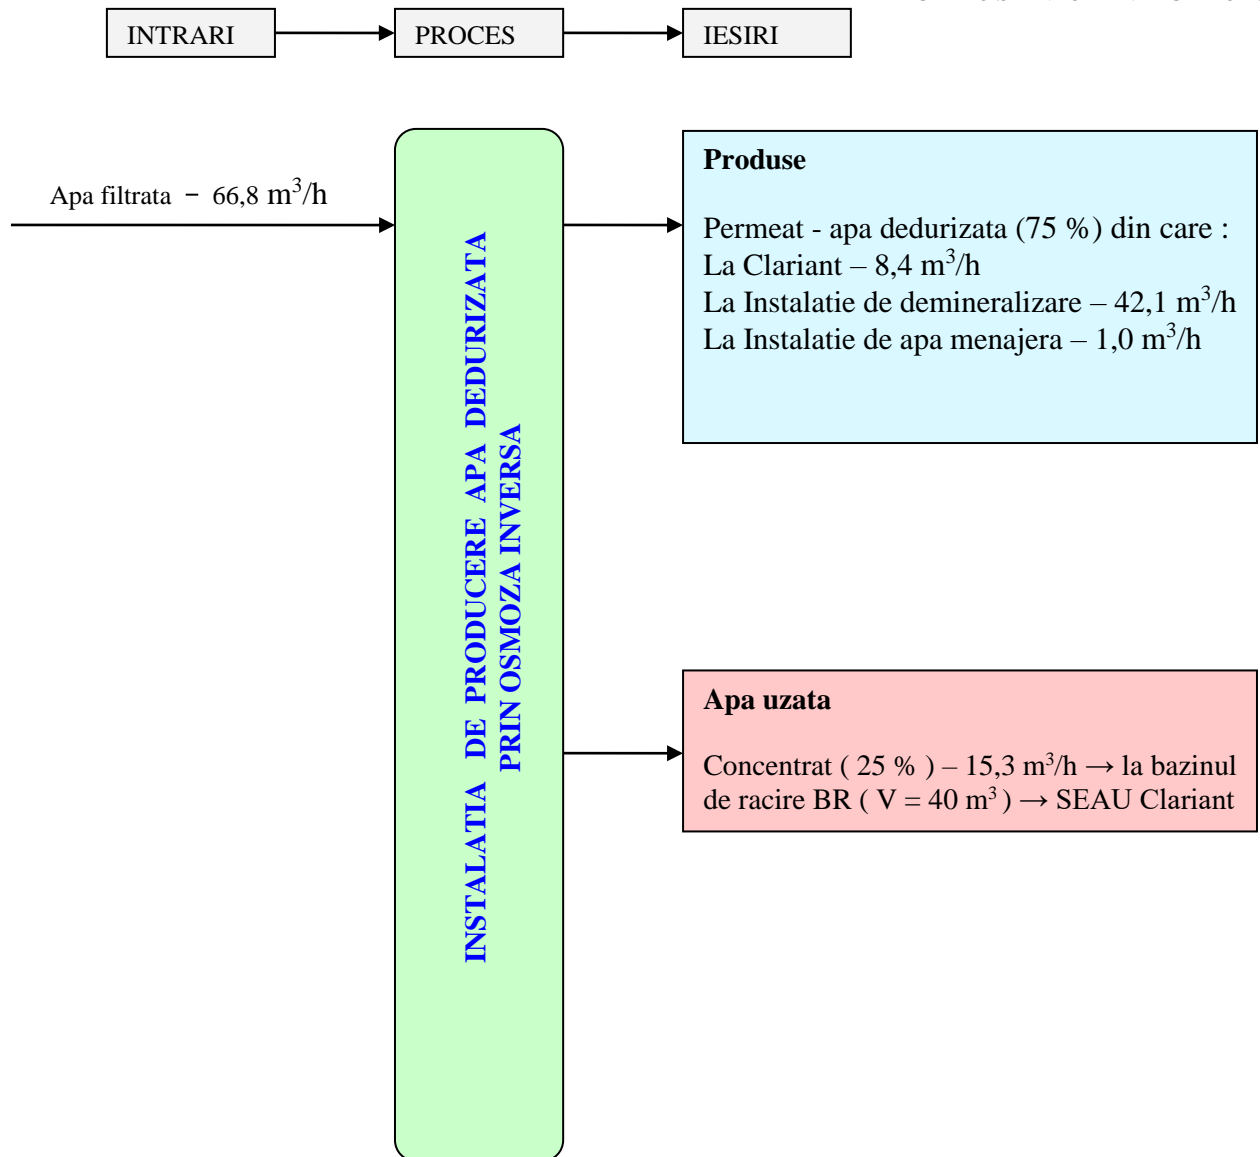 INTRARI
PROCES
IESIRI
Apa filtrata - 66,8 m³/h
INSTALATIA DE PRODUCERE APA DEDURIZATA
PRIN OSMOZA INVERSA
Produse
Permeat - apa dedurizata (75 %) din care :
La Clariant – 8,4 m³/h
La Instalatie de demineralizare – 42,1 m³/h
La Instalatie de apa menajera – 1,0 m³/h
Apa uzata
Concentrat ( 25 % ) – 15,3 m³/h → la bazinul
de racire BR ( V = 40 m³ ) → SEAU Clariant